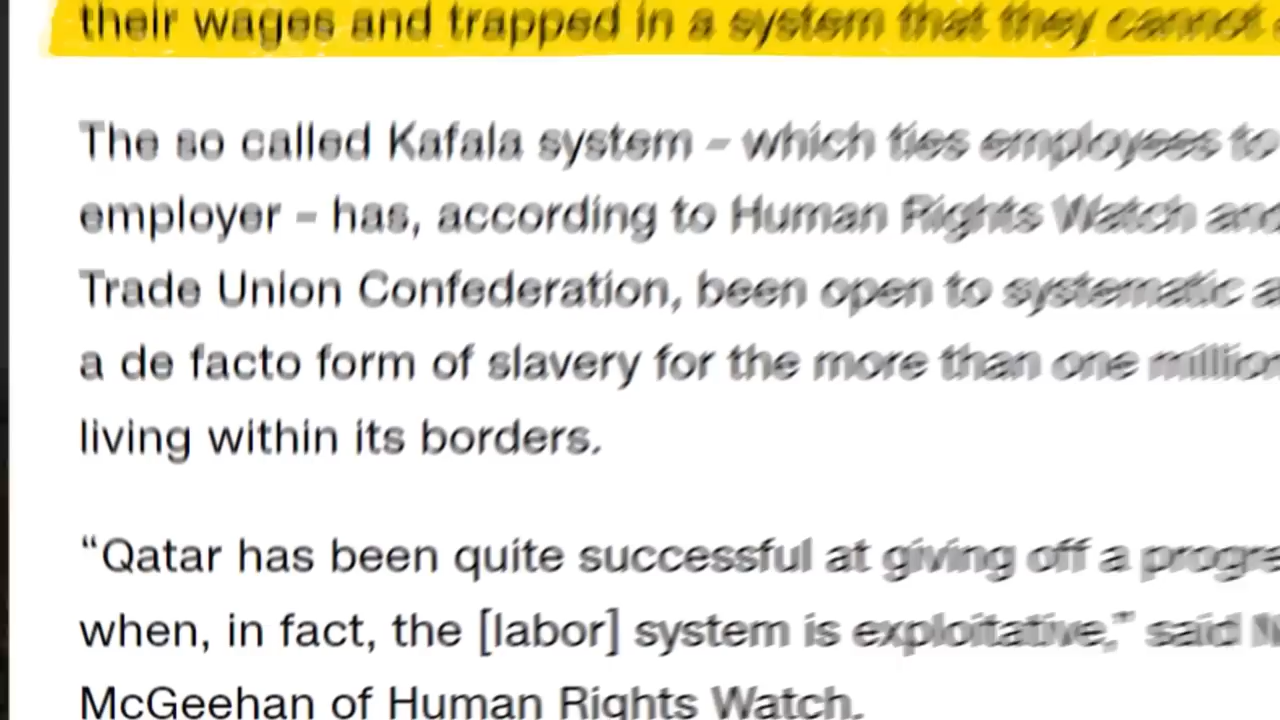 their wages and trapped in a system that they cannot
The so called Kafala system – which ties employees to
employer – has, according to Human Rights Watch and
Trade Union Confederation, been open to systematic
a de facto form of slavery for the more than one million
living within its borders.
“Qatar has been quite successful at giving off a
when, in fact, the [labor] system is exploitative,” said
McGeehan of Human Rights Watch.